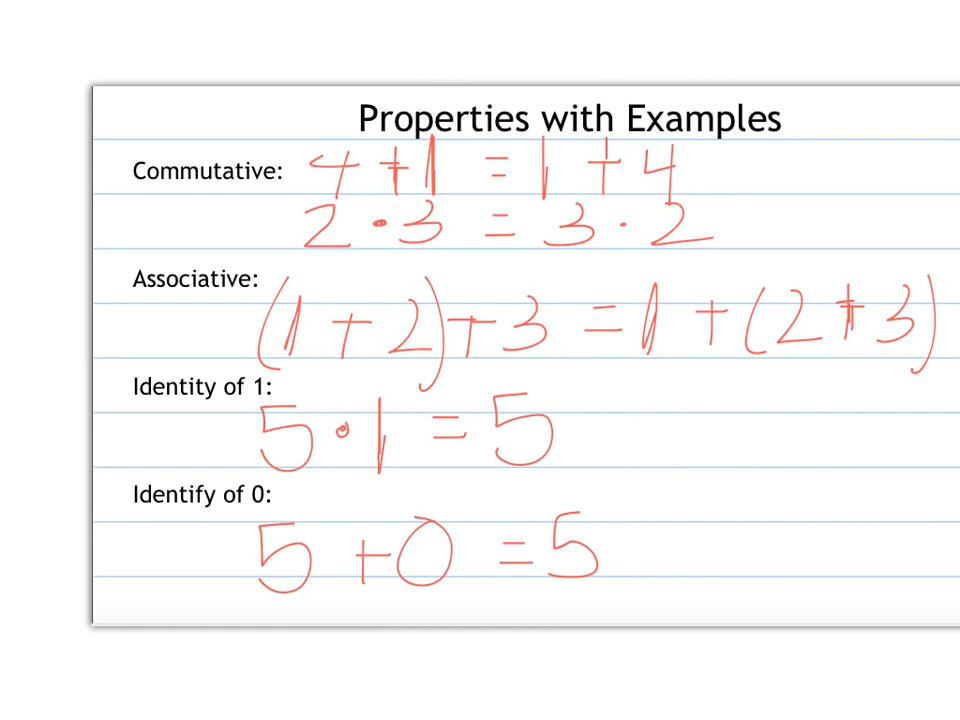 Properties with Examples
Commutative: 4 + 1 = 1 + 4
2 · 3 = 3 · 2
Associative:
(1 + 2) + 3 = 1 + (2 + 3)
Identity of 1:
5 · 1 = 5
Identify of 0:
5 + 0 = 5